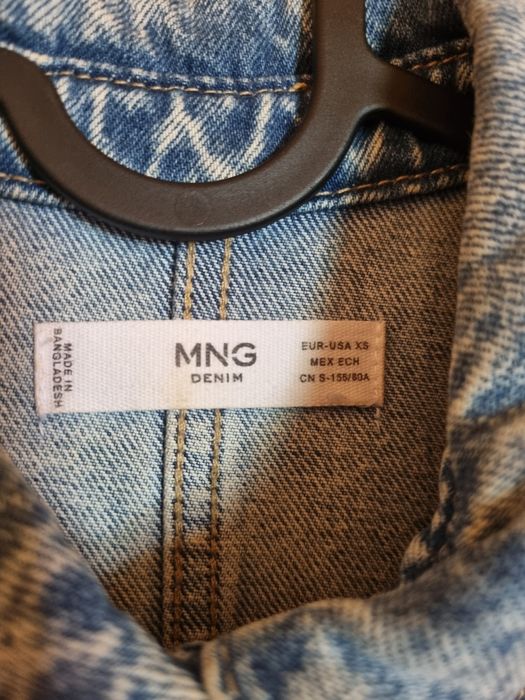 MADE IN
BANGLADESH
MNG
DENIM
EUR-USA XS
MEX ECH
CN S-155/80A